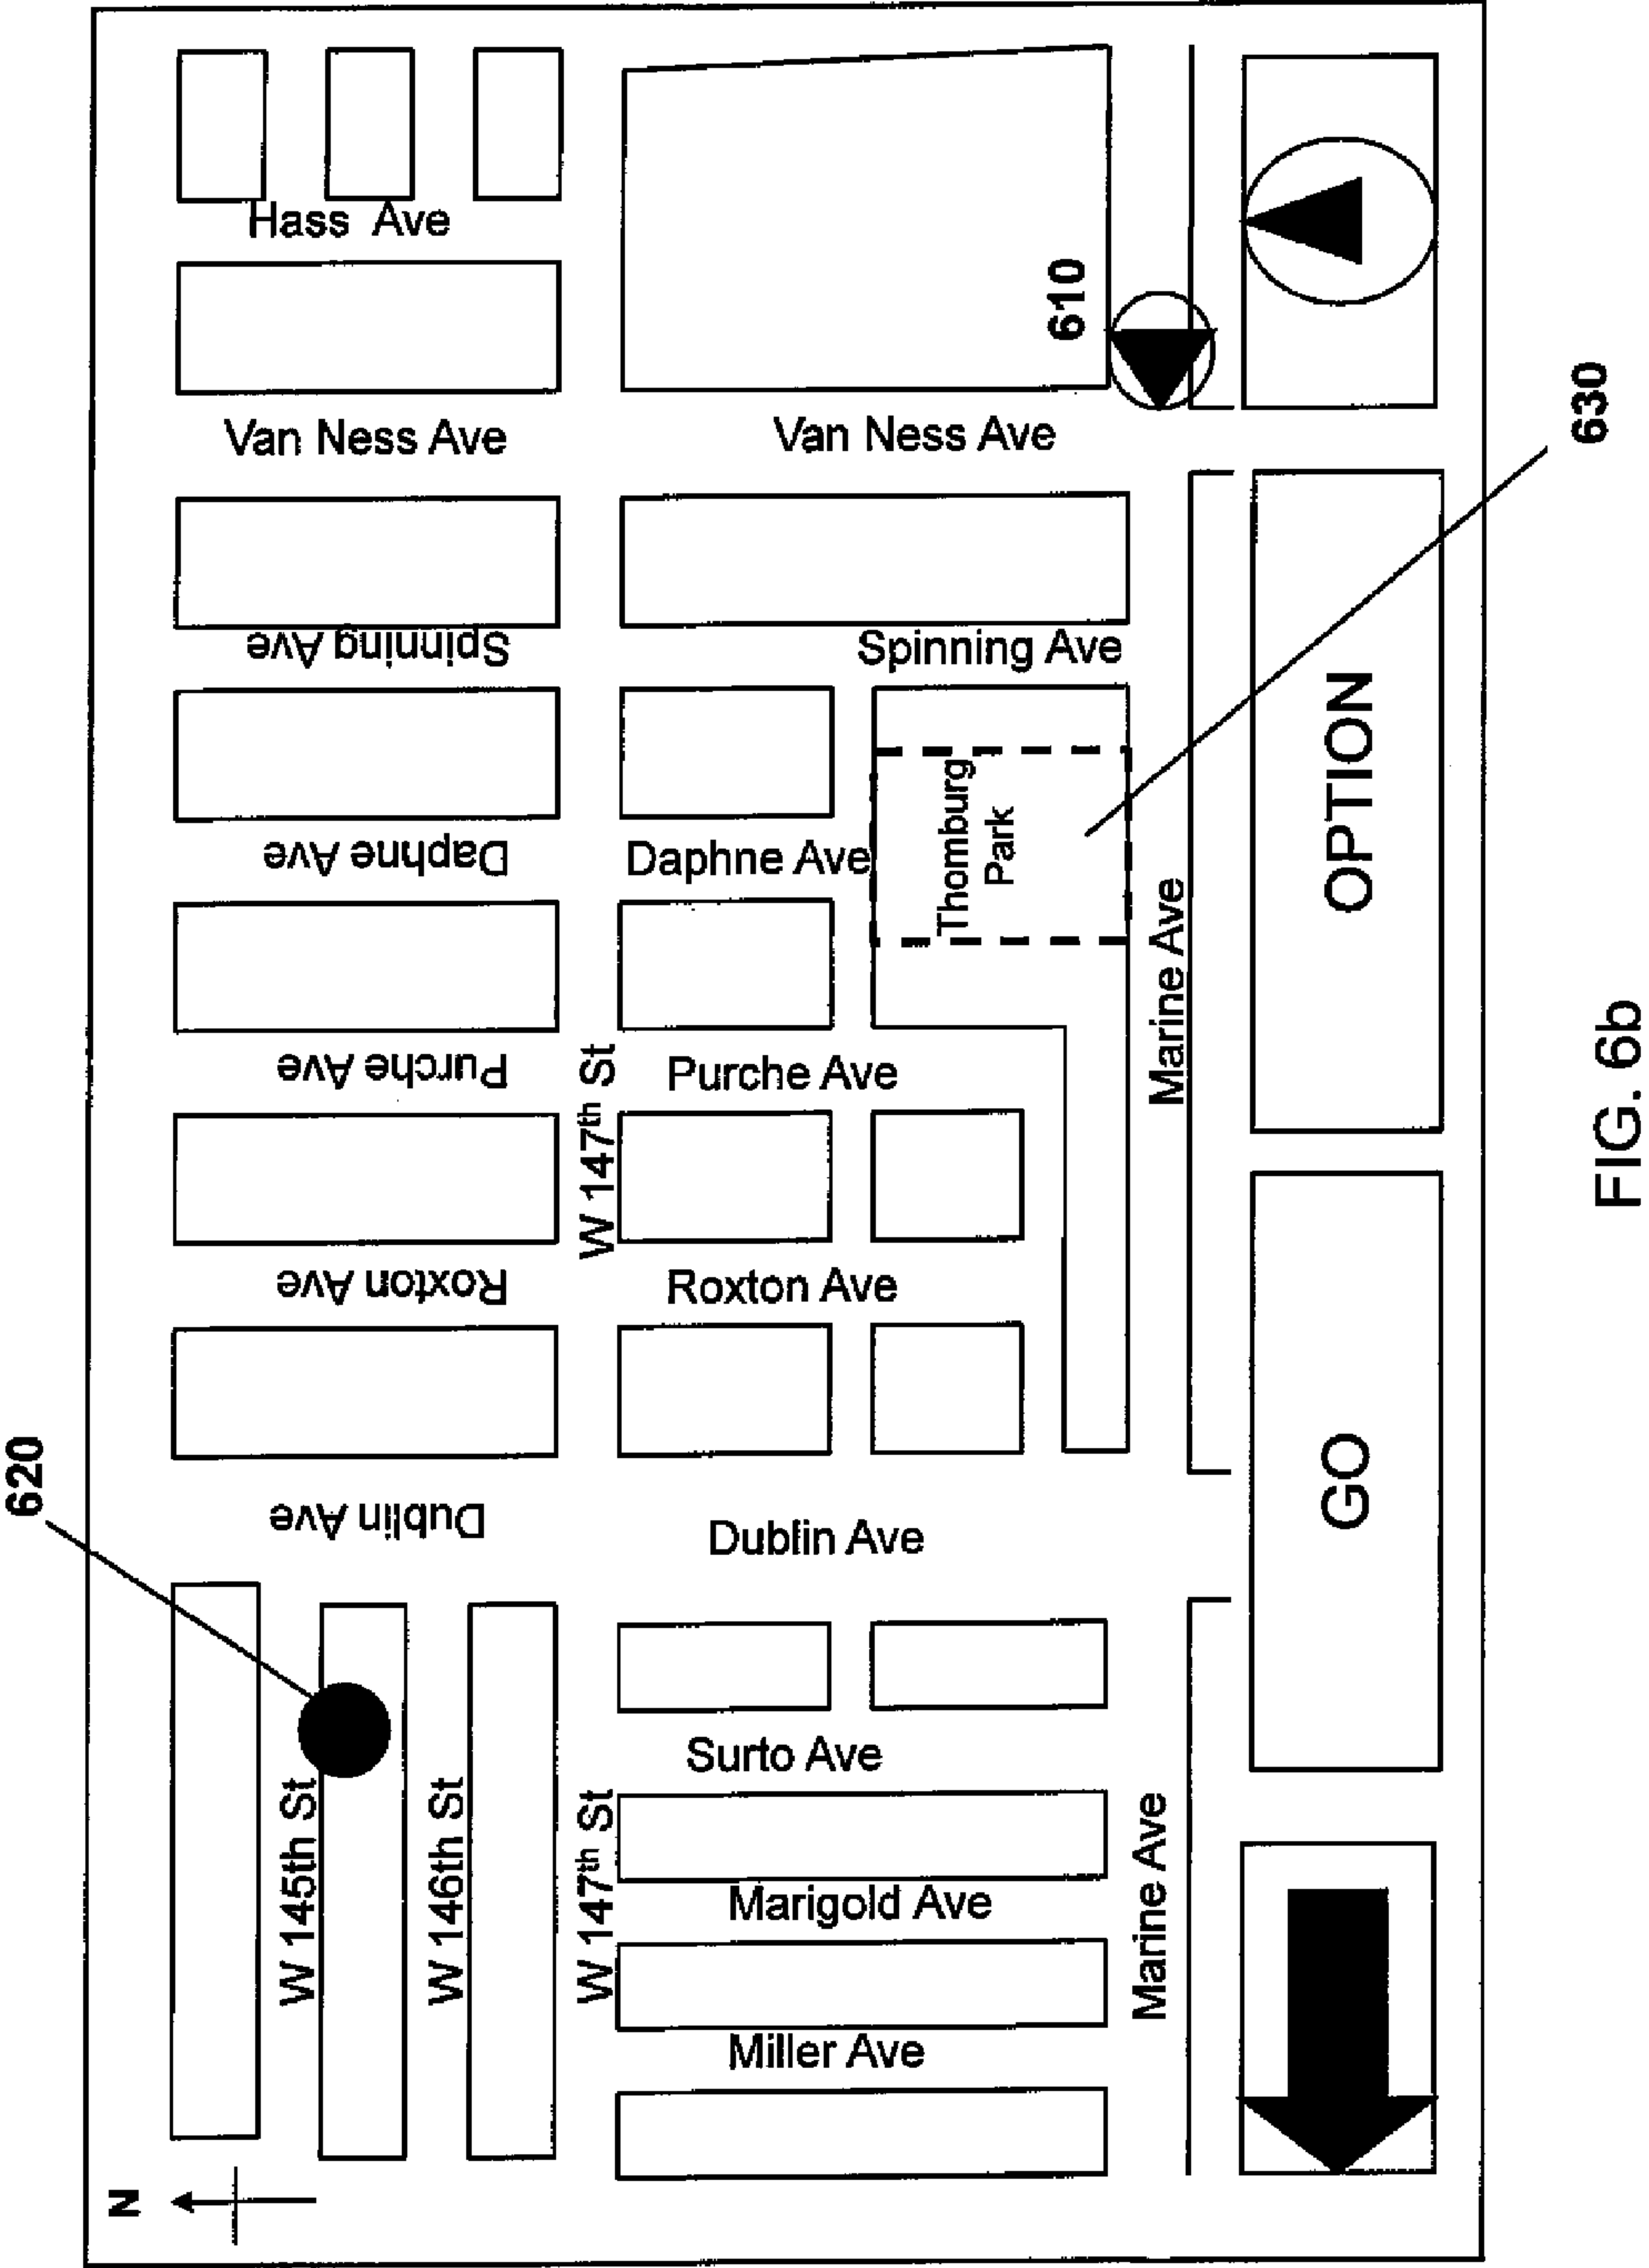 620
N
W 145th St
W 146th St
Dublin Ave
Roxton Ave
Purche Ave
Daphne Ave
Spinning Ave
Van Ness Ave
Hass Ave
W 147th St
W 147th St
Miller Ave
Marigold Ave
Surto Ave
Dublin Ave
Roxton Ave
Purche Ave
Daphne Ave
Thomburg
Park
Spinning Ave
Van Ness Ave
610
Marine Ave
Marine Ave
GO
OPTION
630
FIG. 6b